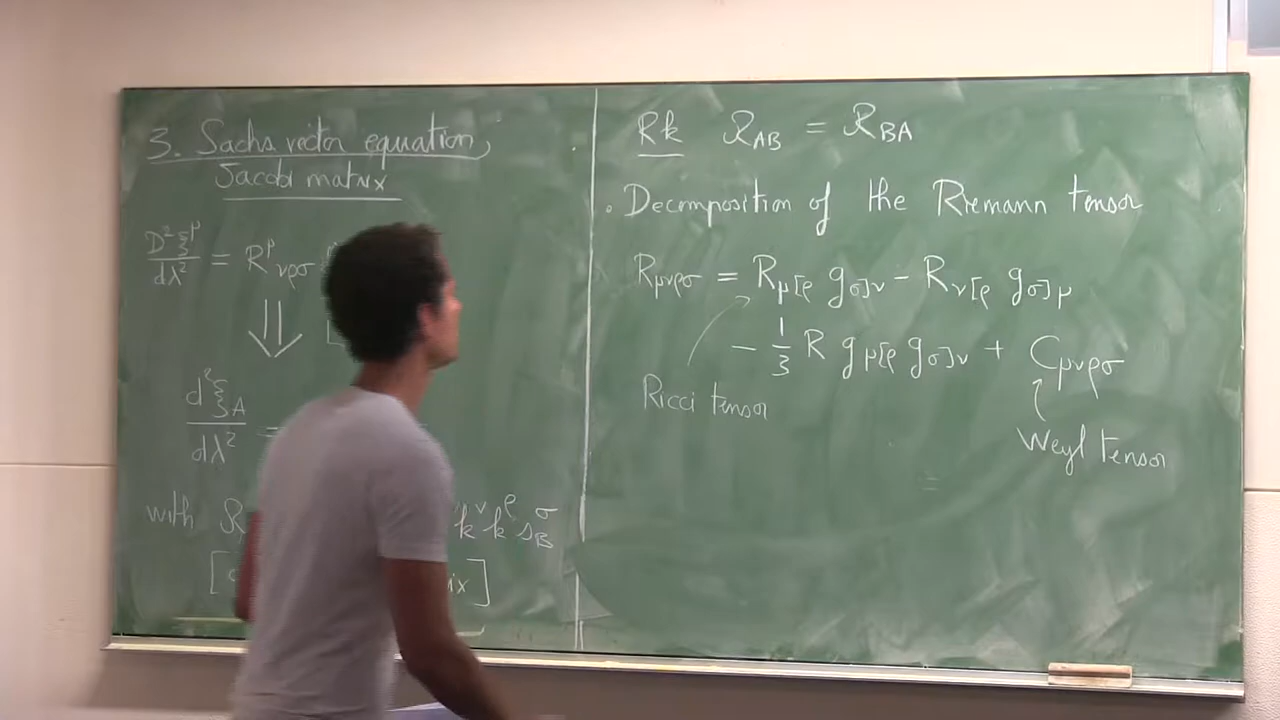 3. Sachs vector equation,
Jacobi matrix
D²ξ^μ/dλ² = R^μ_νρσ
⇓
d²ξ_A/dλ² =
with ℛ k^ν k^ρ s_B^σ
[ ix]
Rk ℛ_AB = ℛ_BA
. Decomposition of the Riemann tensor
R_μνρσ = R_μ[ρ g_σ]ν − R_ν[ρ g_σ]μ
− 1/3 R g_μ[ρ g_σ]ν + C_μνρσ
Ricci tensor
Weyl tensor